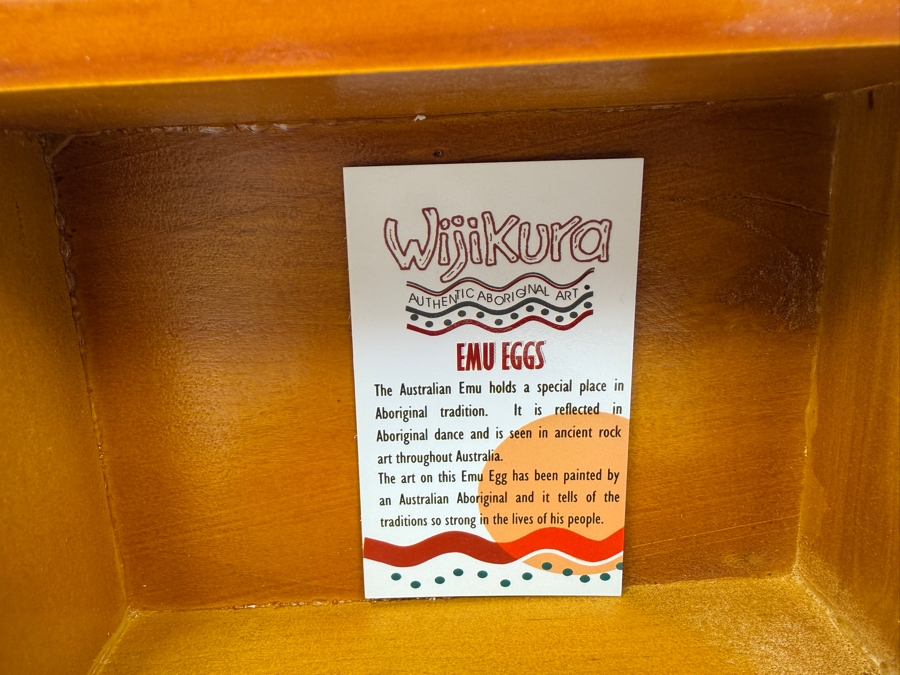 Wijikura
AUTHENTIC ABORIGINAL ART
EMU EGGS
The Australian Emu holds a special place in
Aboriginal tradition. It is reflected in
Aboriginal dance and is seen in ancient rock
art throughout Australia.
The art on this Emu Egg has been painted by
an Australian Aboriginal and it tells of the
traditions so strong in the lives of his people.